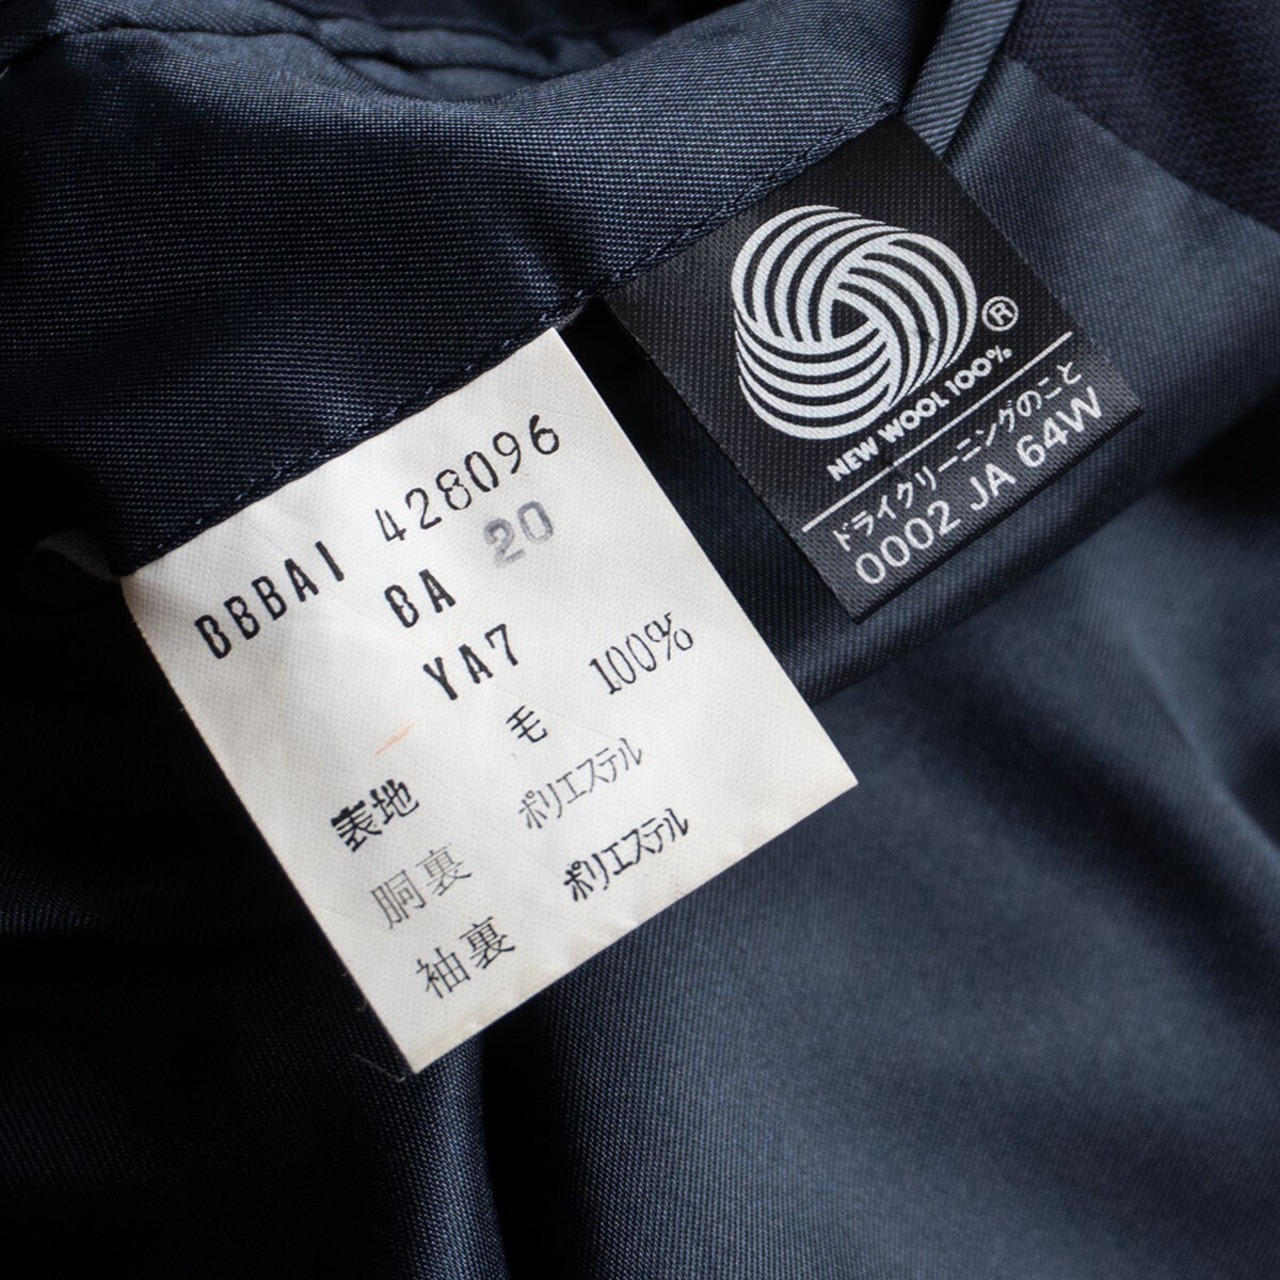 BBBA1 428096
BA 20
YA7
表地 毛 100%
胴裏 ポリエステル
袖裏 ポリエステル
®
NEW WOOL 100%
ドライクリーニングのこと
0002 JA 64W